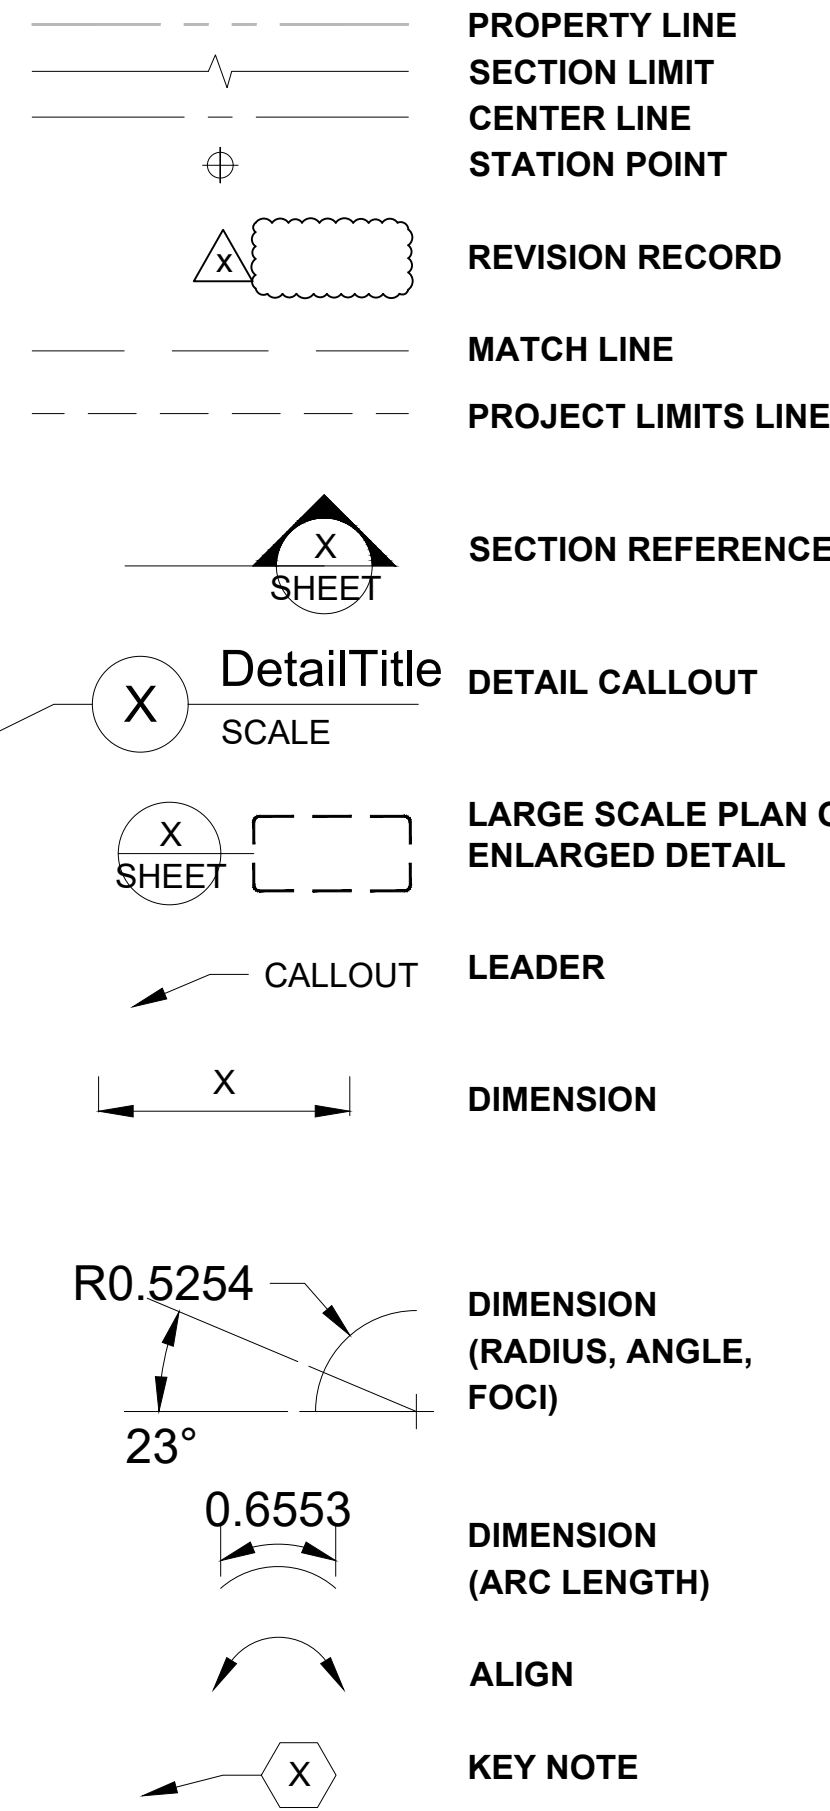 PROPERTY LINE
SECTION LIMIT
CENTER LINE
STATION POINT
X
REVISION RECORD
MATCH LINE
PROJECT LIMITS LINE
X
SHEET
SECTION REFERENCE
X
DetailTitle
SCALE
DETAIL CALLOUT
X
SHEET
LARGE SCALE PLAN
ENLARGED DETAIL
CALLOUT
LEADER
X
DIMENSION
R0.5254
23°
DIMENSION
(RADIUS, ANGLE,
FOCI)
0.6553
DIMENSION
(ARC LENGTH)
ALIGN
X
KEY NOTE